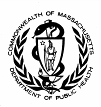 COMMONWEALTH OF MASSACHUSETTS
DEPARTMENT OF PUBLIC HEALTH